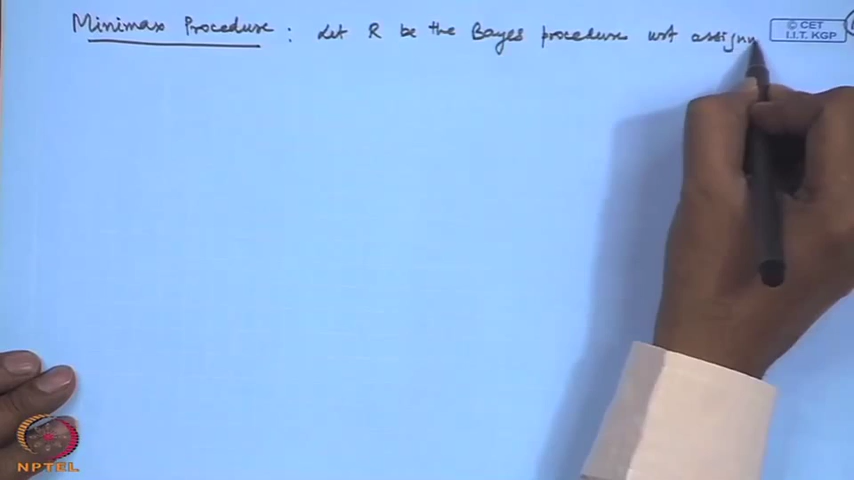 Minimax Procedure : Let R be the Bayes procedure wrt assign
© CET
I.I.T. KGP
NPTEL